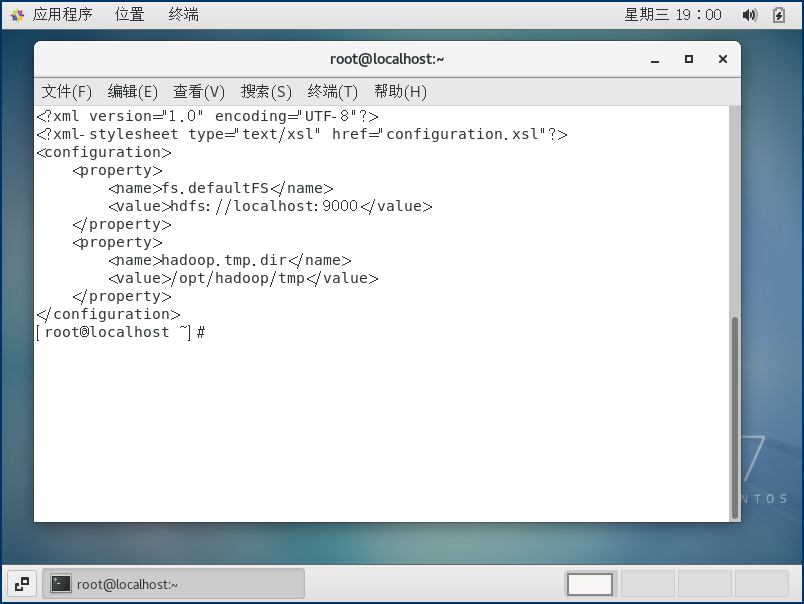 应用程序 位置 终端 星期三 19：00
root@localhost:~
文件(F) 编辑(E) 查看(V) 搜索(S) 终端(T) 帮助(H)
<?xml version="1.0" encoding="UTF-8"?>
<?xml-stylesheet type="text/xsl" href="configuration.xsl"?>
<configuration>
    <property>
        <name>fs.defaultFS</name>
        <value>hdfs://localhost:9000</value>
    </property>
    <property>
        <name>hadoop.tmp.dir</name>
        <value>/opt/hadoop/tmp</value>
    </property>
</configuration>
[root@localhost ~]#
7
NTOS
root@localhost:~